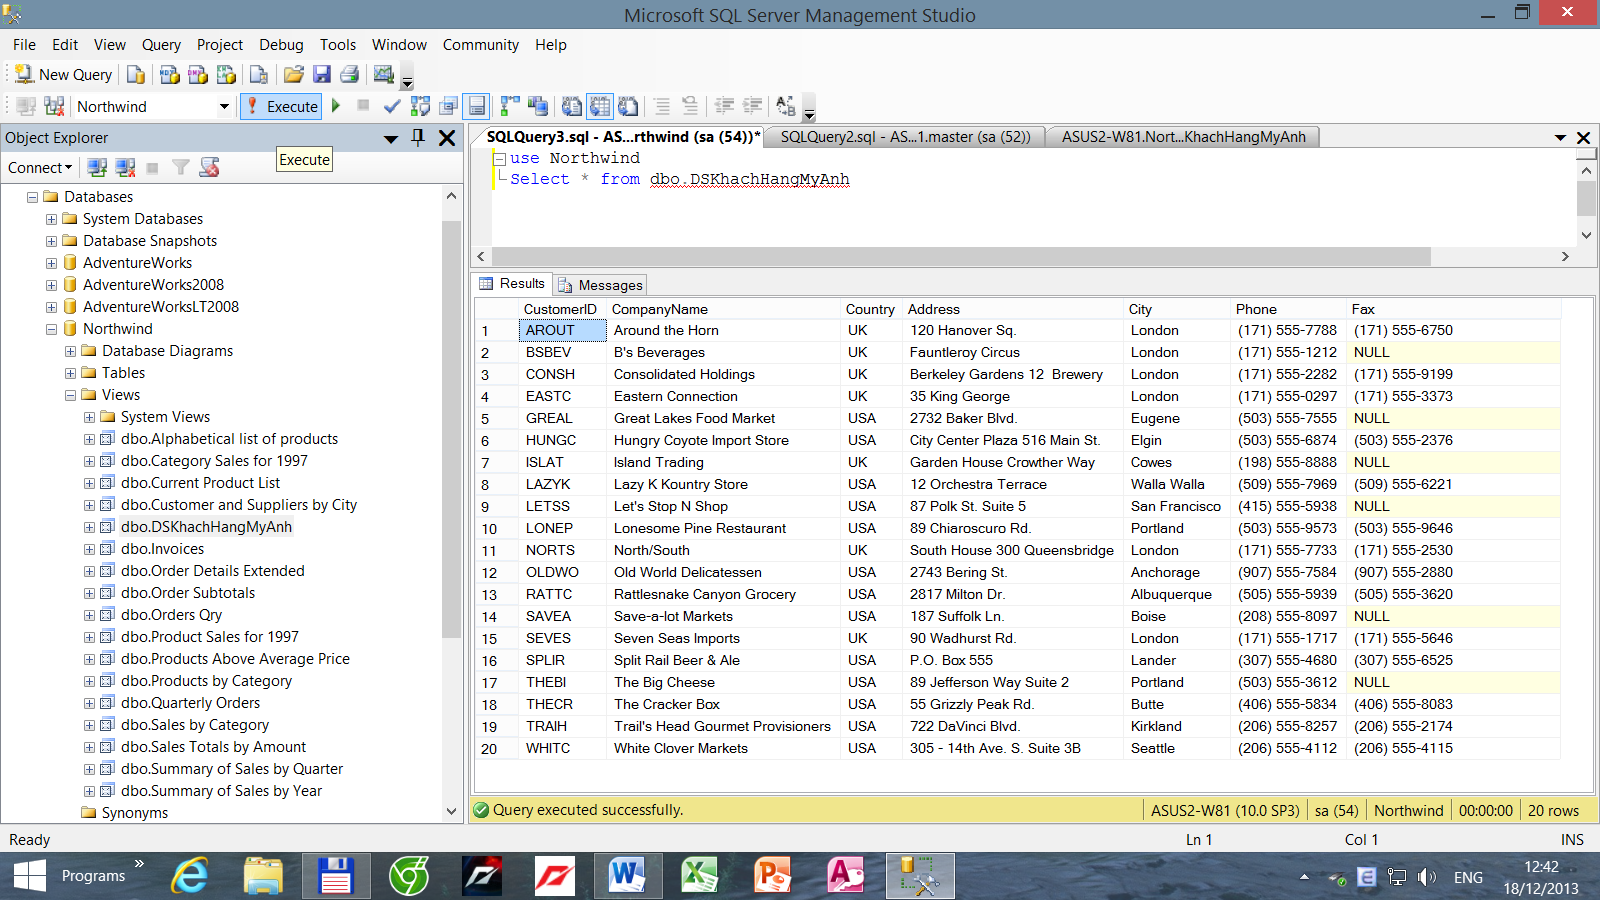 Microsoft SQL Server Management Studio
File Edit View Query Project Debug Tools Window Community Help
New Query
Northwind Execute
Object Explorer
Execute
Connect
Databases
System Databases
Database Snapshots
AdventureWorks
AdventureWorks2008
AdventureWorksLT2008
Northwind
Database Diagrams
Tables
Views
System Views
dbo.Alphabetical list of products
dbo.Category Sales for 1997
dbo.Current Product List
dbo.Customer and Suppliers by City
dbo.DSKhachHangMyAnh
dbo.Invoices
dbo.Order Details Extended
dbo.Order Subtotals
dbo.Orders Qry
dbo.Product Sales for 1997
dbo.Products Above Average Price
dbo.Products by Category
dbo.Quarterly Orders
dbo.Sales by Category
dbo.Sales Totals by Amount
dbo.Summary of Sales by Quarter
dbo.Summary of Sales by Year
Synonyms
SQLQuery3.sql - AS...rthwind (sa (54))* SQLQuery2.sql - AS...1.master (sa (52)) ASUS2-W81.Nort...KhachHangMyAnh
use Northwind
Select * from dbo.DSKhachHangMyAnh
Results Messages
CustomerID CompanyName Country Address City Phone Fax
1 AROUT Around the Horn UK 120 Hanover Sq. London (171) 555-7788 (171) 555-6750
2 BSBEV B's Beverages UK Fauntleroy Circus London (171) 555-1212 NULL
3 CONSH Consolidated Holdings UK Berkeley Gardens 12  Brewery London (171) 555-2282 (171) 555-9199
4 EASTC Eastern Connection UK 35 King George London (171) 555-0297 (171) 555-3373
5 GREAL Great Lakes Food Market USA 2732 Baker Blvd. Eugene (503) 555-7555 NULL
6 HUNGC Hungry Coyote Import Store USA City Center Plaza 516 Main St. Elgin (503) 555-6874 (503) 555-2376
7 ISLAT Island Trading UK Garden House Crowther Way Cowes (198) 555-8888 NULL
8 LAZYK Lazy K Kountry Store USA 12 Orchestra Terrace Walla Walla (509) 555-7969 (509) 555-6221
9 LETSS Let's Stop N Shop USA 87 Polk St. Suite 5 San Francisco (415) 555-5938 NULL
10 LONEP Lonesome Pine Restaurant USA 89 Chiaroscuro Rd. Portland (503) 555-9573 (503) 555-9646
11 NORTS North/South UK South House 300 Queensbridge London (171) 555-7733 (171) 555-2530
12 OLDWO Old World Delicatessen USA 2743 Bering St. Anchorage (907) 555-7584 (907) 555-2880
13 RATTC Rattlesnake Canyon Grocery USA 2817 Milton Dr. Albuquerque (505) 555-5939 (505) 555-3620
14 SAVEA Save-a-lot Markets USA 187 Suffolk Ln. Boise (208) 555-8097 NULL
15 SEVES Seven Seas Imports UK 90 Wadhurst Rd. London (171) 555-1717 (171) 555-5646
16 SPLIR Split Rail Beer & Ale USA P.O. Box 555 Lander (307) 555-4680 (307) 555-6525
17 THEBI The Big Cheese USA 89 Jefferson Way Suite 2 Portland (503) 555-3612 NULL
18 THECR The Cracker Box USA 55 Grizzly Peak Rd. Butte (406) 555-5834 (406) 555-8083
19 TRAIH Trail's Head Gourmet Provisioners USA 722 DaVinci Blvd. Kirkland (206) 555-8257 (206) 555-2174
20 WHITC White Clover Markets USA 305 - 14th Ave. S. Suite 3B Seattle (206) 555-4112 (206) 555-4115
Query executed successfully. ASUS2-W81 (10.0 SP3) sa (54) Northwind 00:00:00 20 rows
Ready Ln 1 Col 1 INS
Programs ENG 12:42
18/12/2013